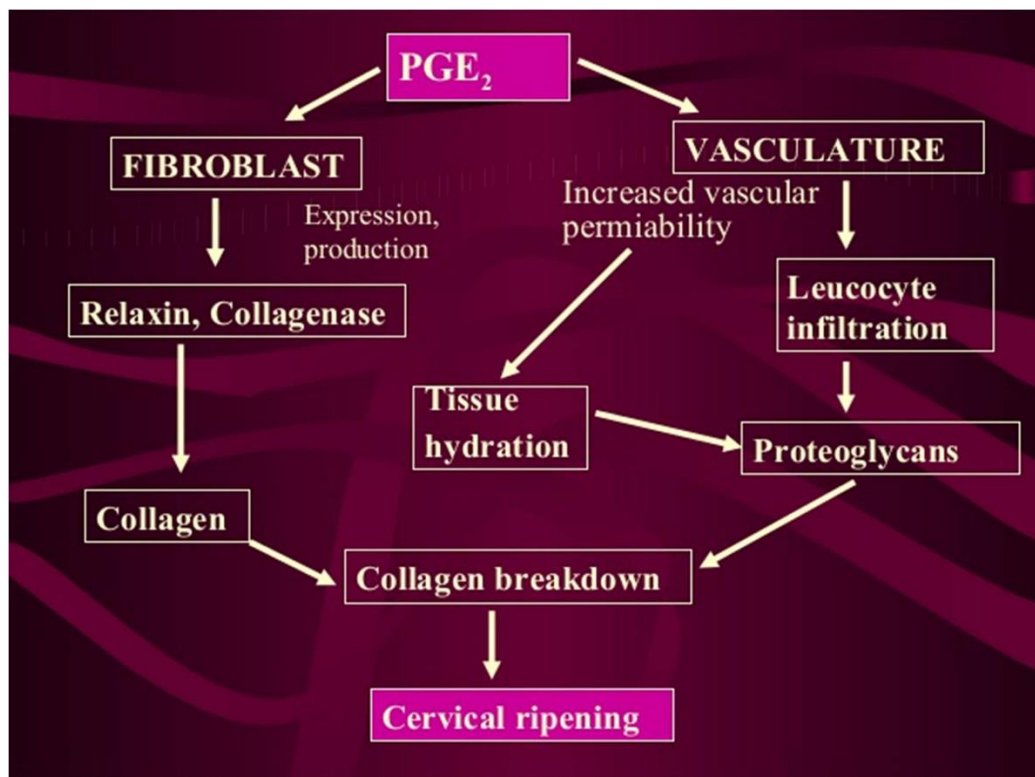 PGE₂
FIBROBLAST
VASCULATURE
Expression,
production
Increased vascular
permiability
Relaxin, Collagenase
Leucocyte
infiltration
Tissue
hydration
Proteoglycans
Collagen
Collagen breakdown
Cervical ripening